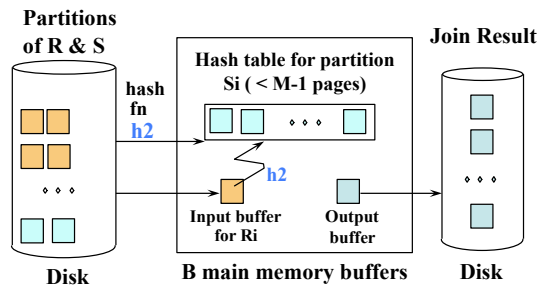 Partitions
of R & S
hash
fn
h2
Hash table for partition
Si ( < M-1 pages)
Join Result
h2
Input buffer
for Ri
Output
buffer
Disk
B main memory buffers
Disk